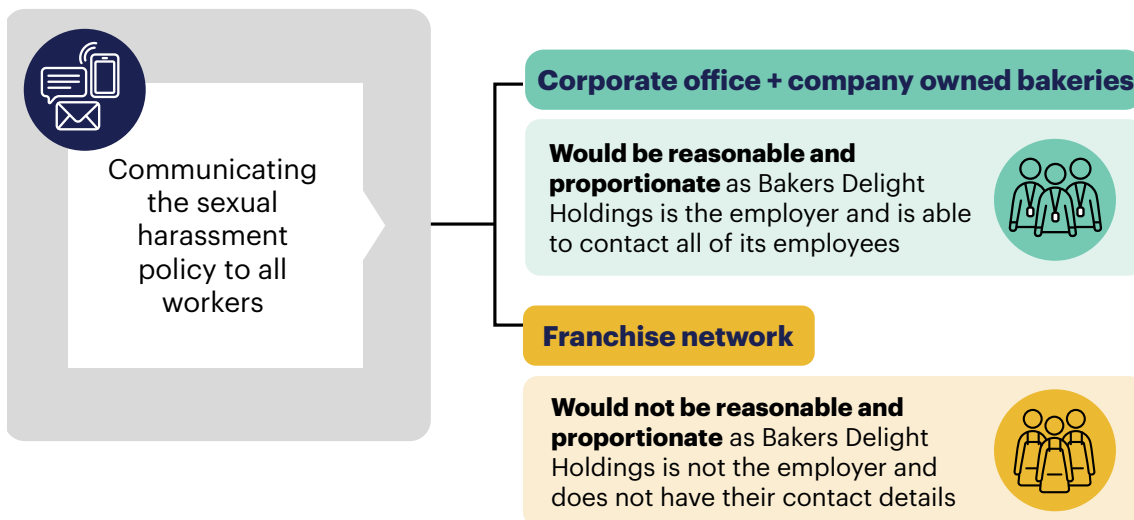 Communicating
the sexual
harassment
policy to all
workers
Corporate office + company owned bakeries
Would be reasonable and
proportionate as Bakers Delight
Holdings is the employer and is able
to contact all of its employees
Franchise network
Would not be reasonable and
proportionate as Bakers Delight
Holdings is not the employer and
does not have their contact details